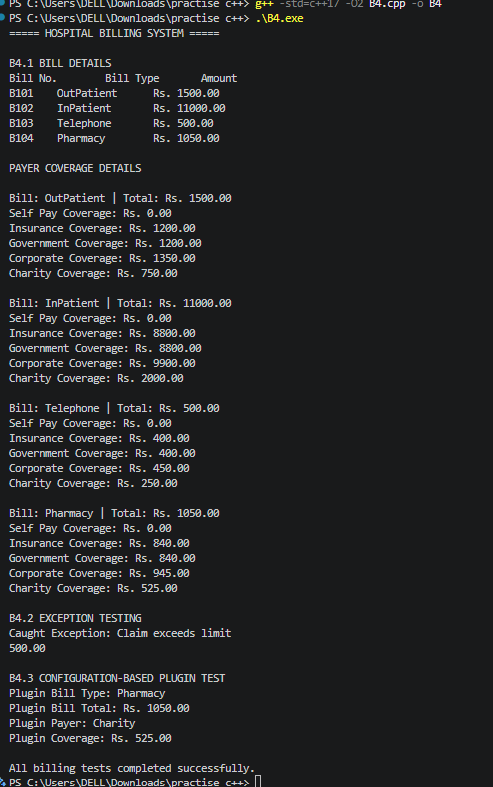 PS C:\Users\DELL\Downloads\practise c++> g++ -std=c++17 -O2 B4.cpp -o B4
PS C:\Users\DELL\Downloads\practise c++> .\B4.exe
===== HOSPITAL BILLING SYSTEM =====
B4.1 BILL DETAILS
Bill No. Bill Type Amount
B101 OutPatient Rs. 1500.00
B102 InPatient Rs. 11000.00
B103 Telephone Rs. 500.00
B104 Pharmacy Rs. 1050.00
PAYER COVERAGE DETAILS
Bill: OutPatient | Total: Rs. 1500.00
Self Pay Coverage: Rs. 0.00
Insurance Coverage: Rs. 1200.00
Government Coverage: Rs. 1200.00
Corporate Coverage: Rs. 1350.00
Charity Coverage: Rs. 750.00
Bill: InPatient | Total: Rs. 11000.00
Self Pay Coverage: Rs. 0.00
Insurance Coverage: Rs. 8800.00
Government Coverage: Rs. 8800.00
Corporate Coverage: Rs. 9900.00
Charity Coverage: Rs. 2000.00
Bill: Telephone | Total: Rs. 500.00
Self Pay Coverage: Rs. 0.00
Insurance Coverage: Rs. 400.00
Government Coverage: Rs. 400.00
Corporate Coverage: Rs. 450.00
Charity Coverage: Rs. 250.00
Bill: Pharmacy | Total: Rs. 1050.00
Self Pay Coverage: Rs. 0.00
Insurance Coverage: Rs. 840.00
Government Coverage: Rs. 840.00
Corporate Coverage: Rs. 945.00
Charity Coverage: Rs. 525.00
B4.2 EXCEPTION TESTING
Caught Exception: Claim exceeds limit
500.00
B4.3 CONFIGURATION-BASED PLUGIN TEST
Plugin Bill Type: Pharmacy
Plugin Bill Total: Rs. 1050.00
Plugin Payer: Charity
Plugin Coverage: Rs. 525.00
All billing tests completed successfully.
PS C:\Users\DELL\Downloads\practise c++>